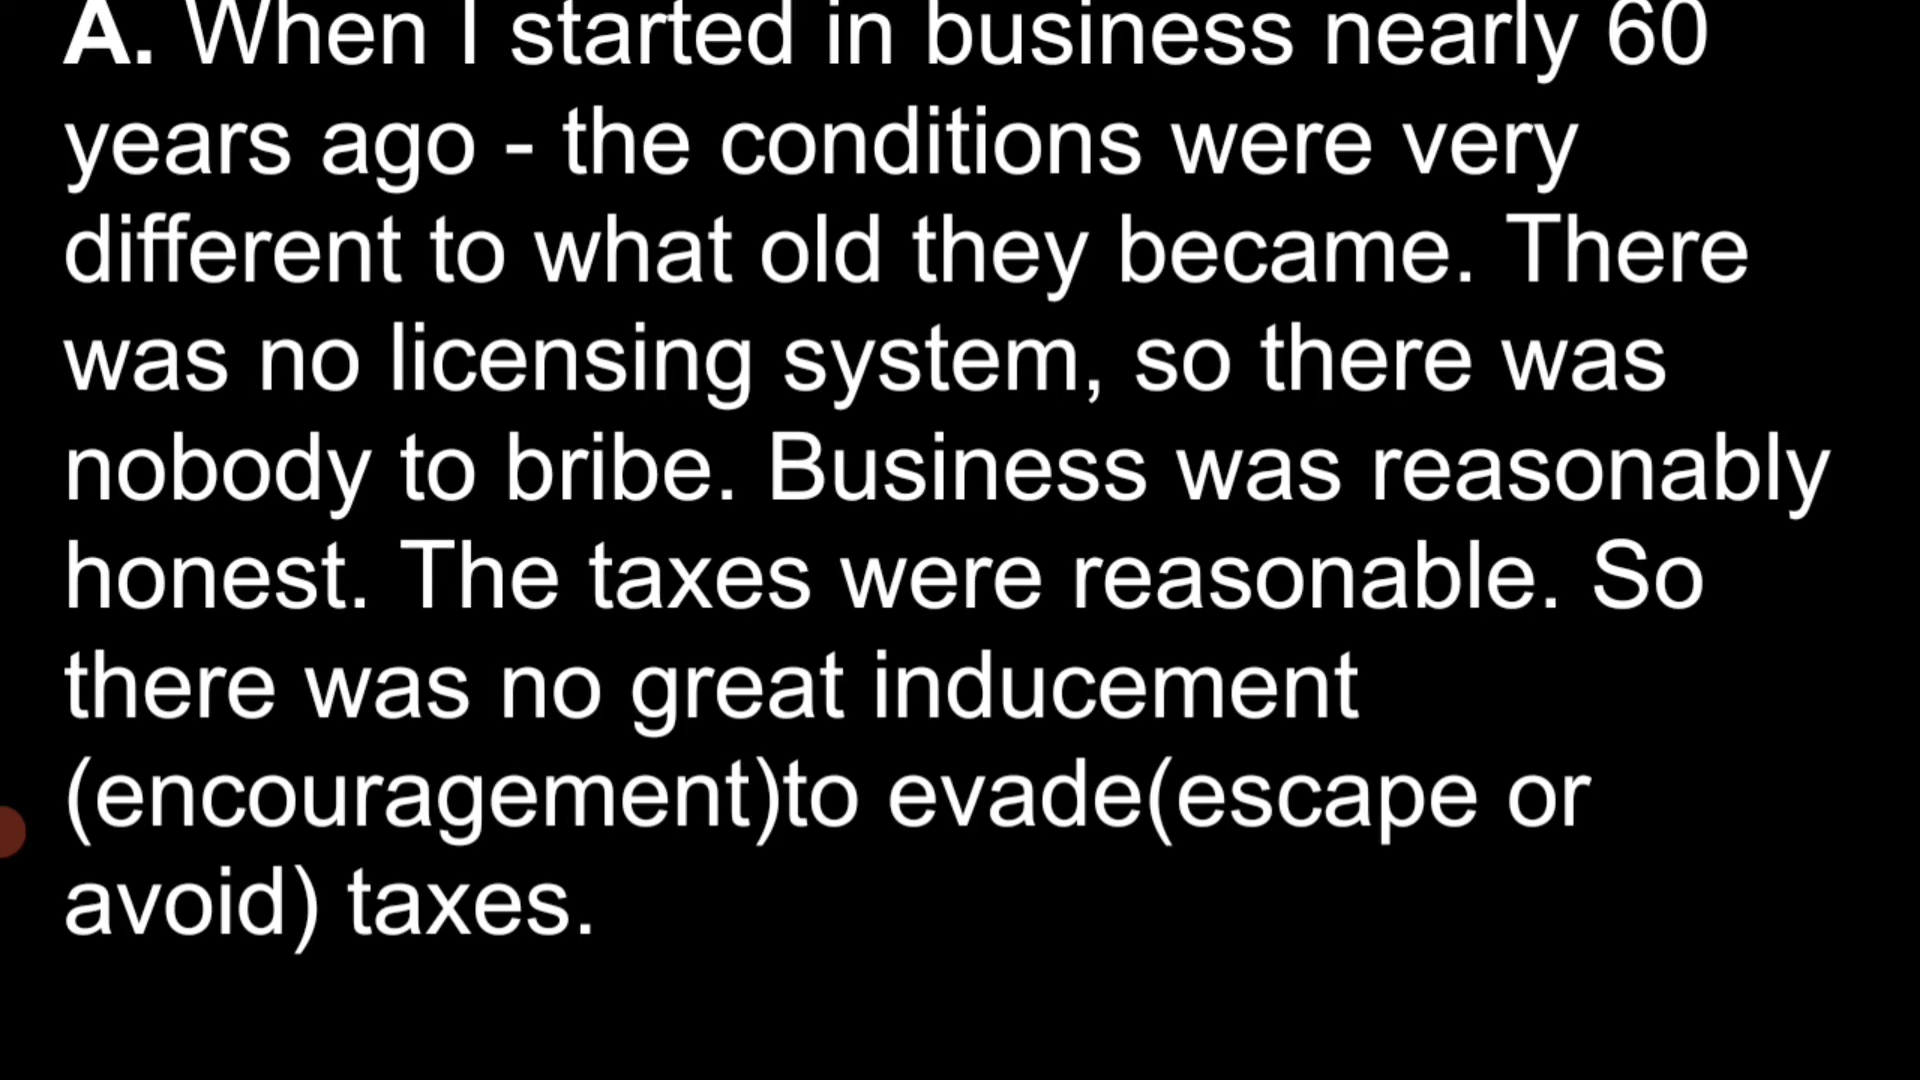 A. When I started in business nearly 60
years ago - the conditions were very
different to what old they became. There
was no licensing system, so there was
nobody to bribe. Business was reasonably
honest. The taxes were reasonable. So
there was no great inducement
(encouragement)to evade(escape or
avoid) taxes.